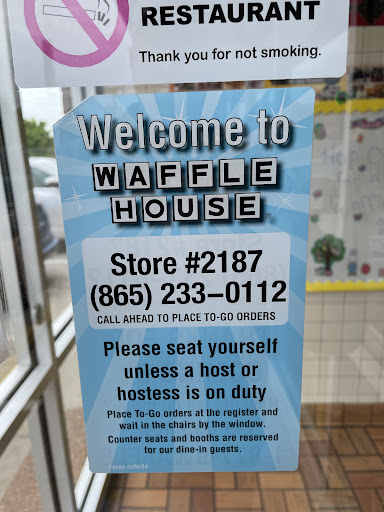 RESTAURANT
Thank you for not smoking.
Welcome to
WAFFLE
HOUSE
Store #2187
(865) 233-0112
CALL AHEAD TO PLACE TO-GO ORDERS
Please seat yourself
unless a host or
hostess is on duty
Place To-Go orders at the register and
wait in the chairs by the window.
Counter seats and booths are reserved
for our dine-in guests.
Faces outside